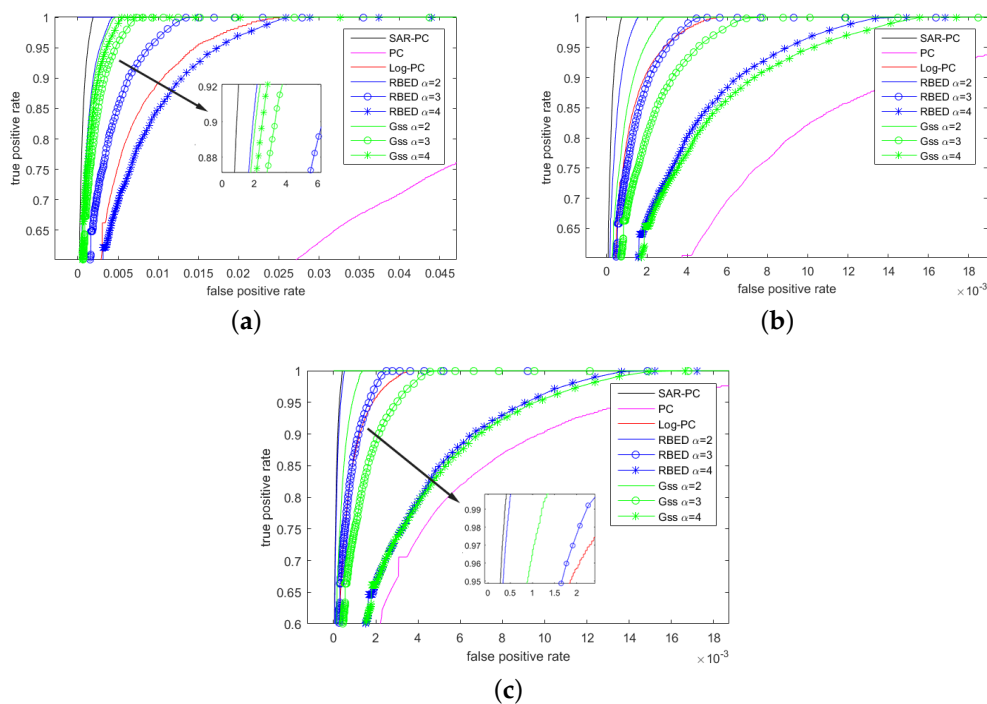 1
0.95
0.9
0.85
0.8
0.75
0.7
0.65
true positive rate
0
0.005
0.01
0.015
0.02
0.025
0.03
0.034
0.04
0.045
false positive rate
SAR-PC
PC
Log-PC
RBED α=2
RBED α=3
RBED α=4
Gss α=2
Gss α=3
Gss α=4
0.92
0.9
0.88
0
2
4
6
(a)
1
0.95
0.9
0.85
0.8
0.75
0.7
0.65
true positive rate
0
2
4
6
8
10
12
14
16
18
false positive rate
×10⁻³
SAR-PC
PC
Log-PC
RBED α=2
RBED α=3
RBED α=4
Gss α=2
Gss α=3
Gss α=4
(b)
1
0.95
0.9
0.85
0.8
0.75
0.7
0.65
0.6
true positive rate
0
2
4
6
8
10
12
14
16
18
false positive rate
×10⁻³
SAR-PC
PC
Log-PC
RBED α=2
RBED α=3
RBED α=4
Gss α=2
Gss α=3
Gss α=4
0.99
0.98
0.97
0.96
0.95
0
0.5
1
1.5
2
(c)